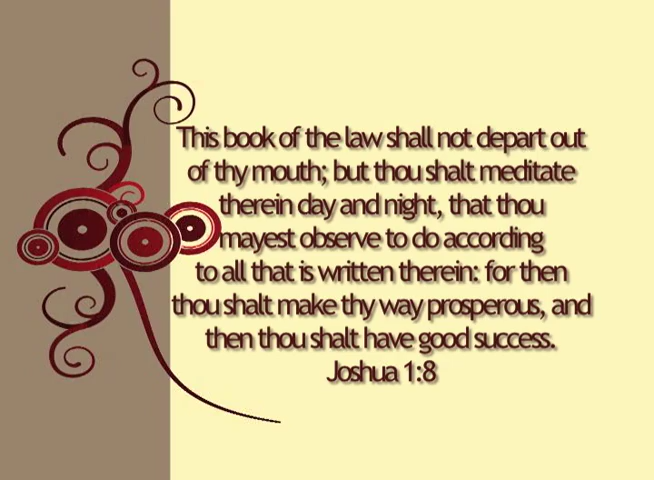 This book of the law shall not depart out
of thy mouth; but thou shalt meditate
therein day and night, that thou
mayest observe to do according
to all that is written therein: for then
thou shalt make thy way prosperous, and
then thou shalt have good success.
Joshua 1:8